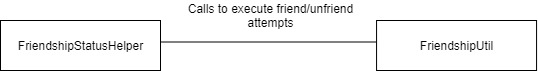 Calls to execute friend/unfriend
attempts
FriendshipStatusHelper
FriendshipUtil